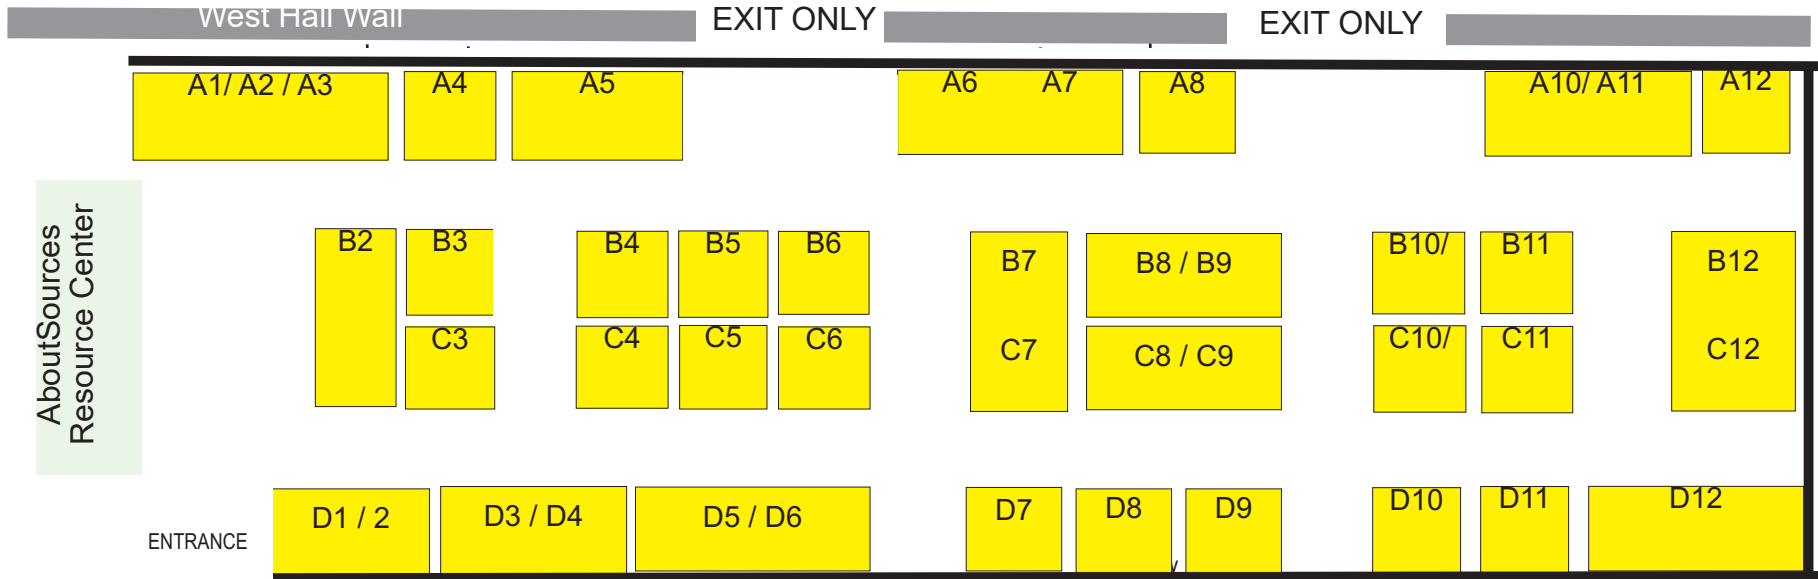 West Hall Wall
EXIT ONLY
EXIT ONLY
A1/ A2 / A3
A4
A5
A6
A7
A8
A10/ A11
A12
AboutSources
Resource Center
B2
B3
B4
B5
B6
B7
B8 / B9
B10/
B11
B12
C3
C4
C5
C6
C7
C8 / C9
C10/
C11
C12
ENTRANCE
D1 / 2
D3 / D4
D5 / D6
D7
D8
D9
D10
D11
D12